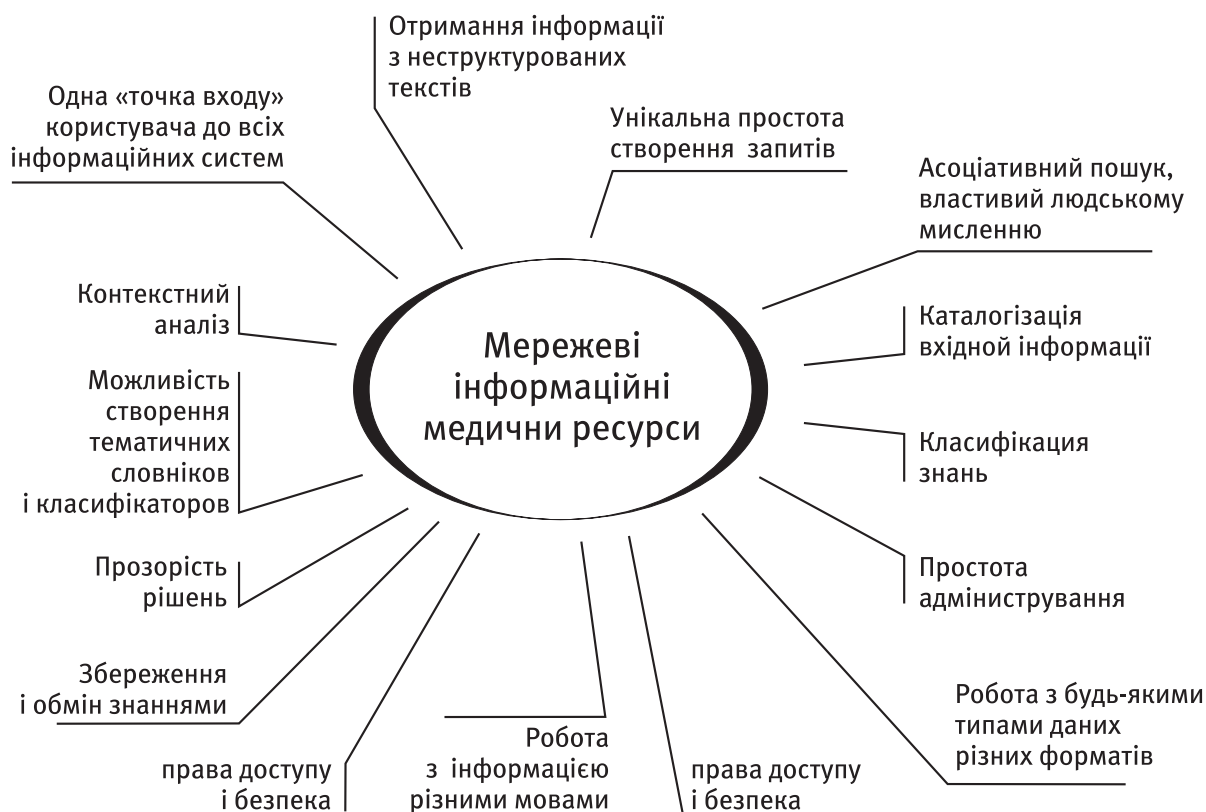 Отримання інформації
з неструктурованих
текстів
Одна «точка входу»
користувача до всіх
інформаційних систем
Унікальна простота
створення запитів
Асоціативний пошук,
властивий людському
мисленню
Контекстний
аналіз
Каталогізація
вхідной інформації
Мережеві
інформаційні
медични ресурси
Можливість
створення
тематичних
словніков
і класифікаторов
Класифікация
знань
Прозорість
рішень
Простота
адміністрування
Збереження
і обмін знаннями
Робота з будь-якими
типами даних
різних форматів
права доступу
і безпека
Робота
з інформацією
різними мовами
права доступу
і безпека